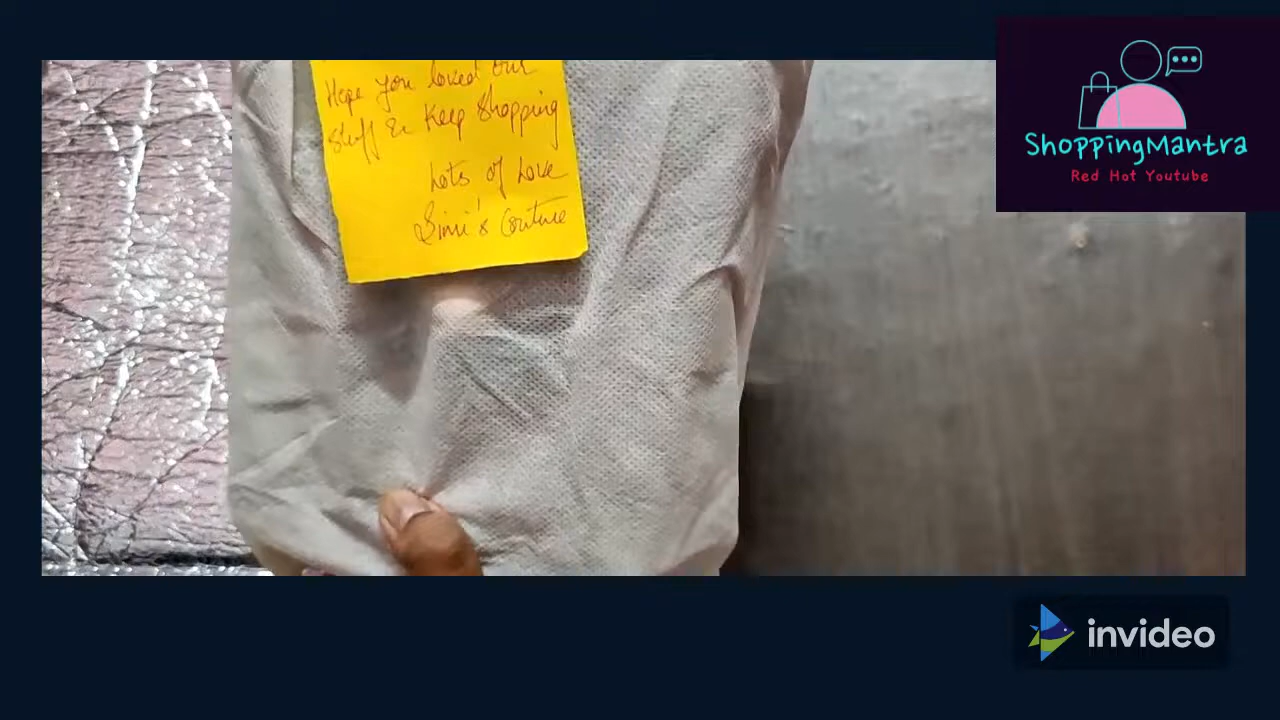 Hope you loved our
stuff & Keep Shopping
Lots of Love
Simi's Couture
ShoppingMantra
Red Hot Youtube
invideo